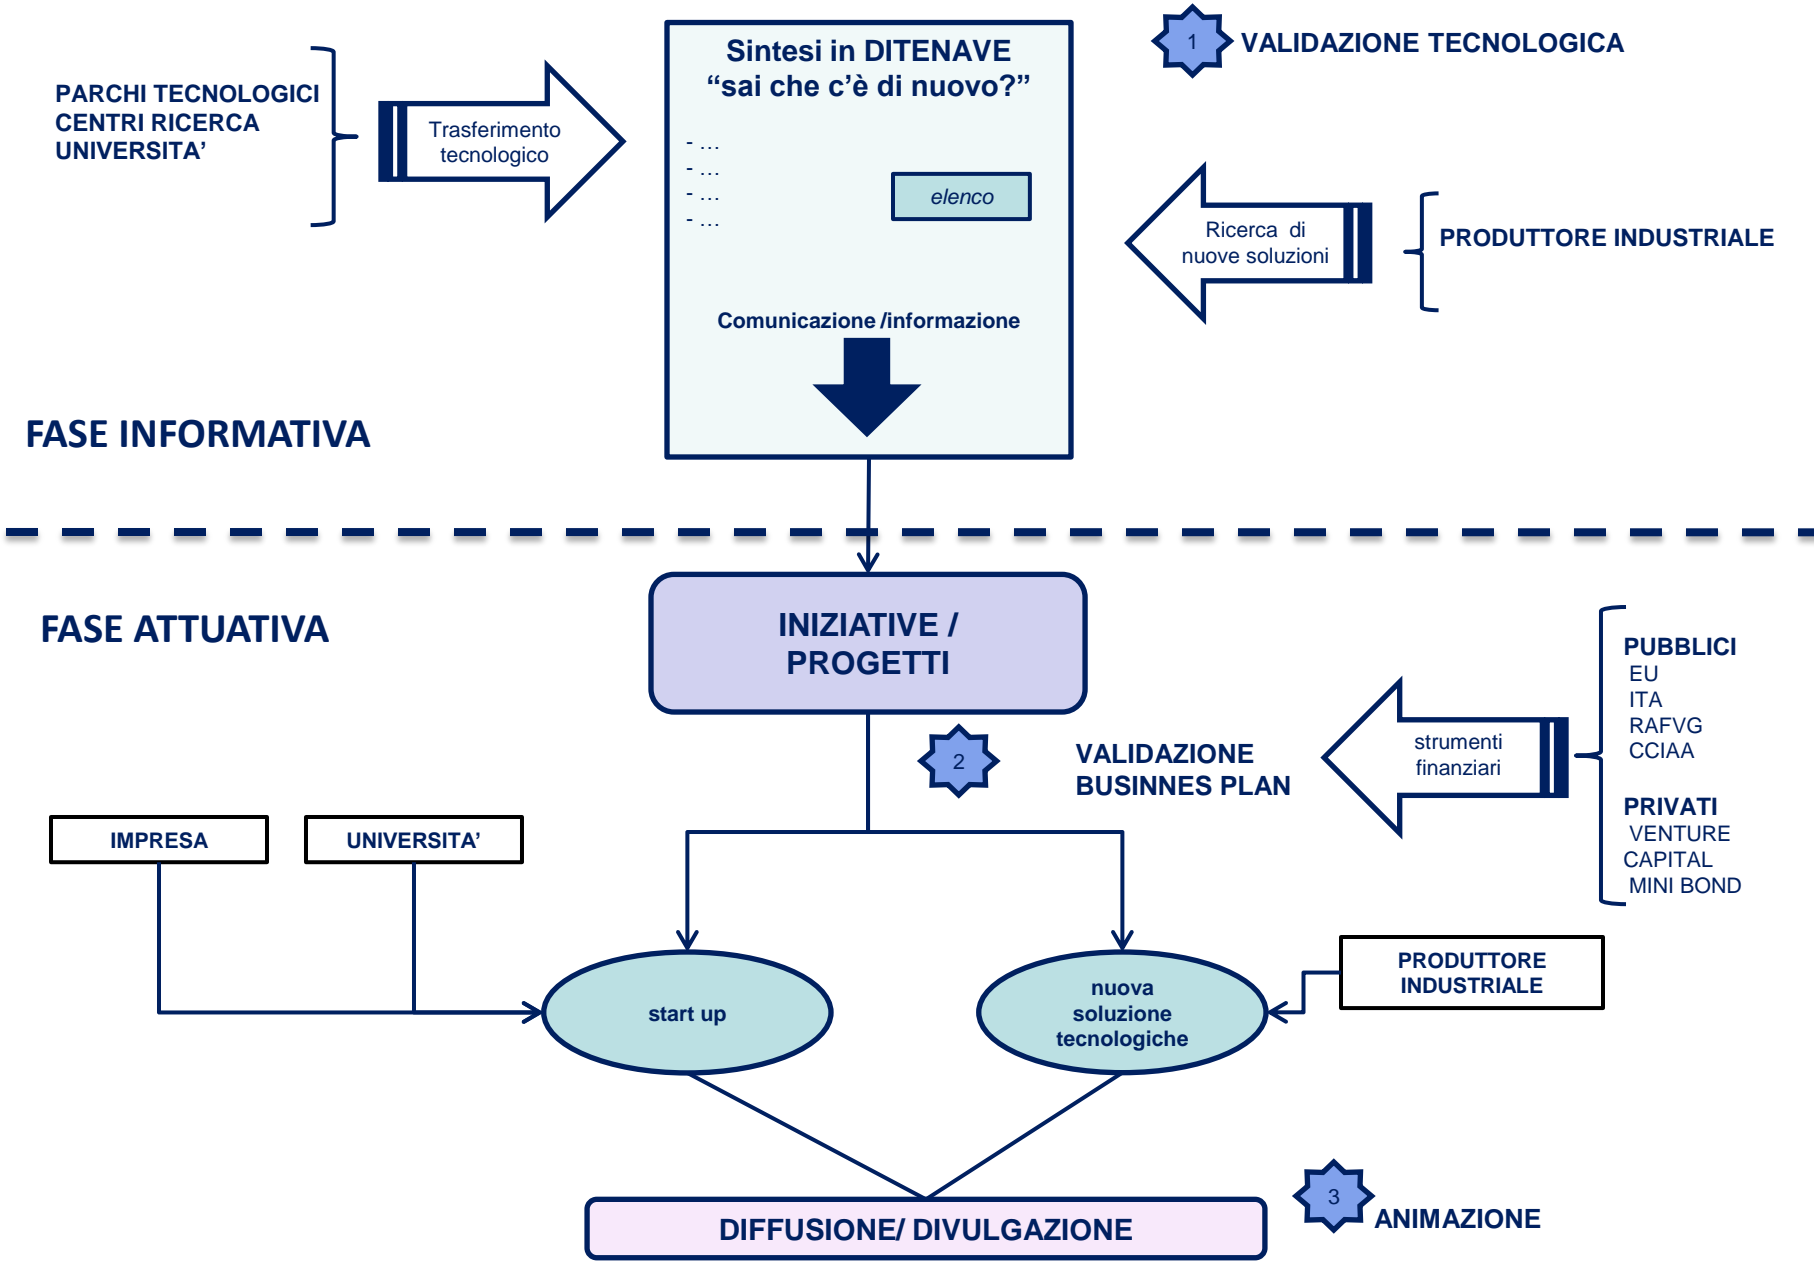 Sintesi in DITENAVE
“sai che c’è di nuovo?”
1
VALIDAZIONE TECNOLOGICA
PARCHI TECNOLOGICI
CENTRI RICERCA
UNIVERSITA’
Trasferimento
tecnologico
- …
- …
- …
- …
elenco
Ricerca di
nuove soluzioni
PRODUTTORE INDUSTRIALE
Comunicazione /informazione
FASE INFORMATIVA
FASE ATTUATIVA
INIZIATIVE /
PROGETTI
2
VALIDAZIONE
BUSINNES PLAN
strumenti
finanziari
PUBBLICI
EU
ITA
RAFVG
CCIAA
PRIVATI
VENTURE
CAPITAL
MINI BOND
IMPRESA
UNIVERSITA’
start up
nuova
soluzione
tecnologiche
PRODUTTORE
INDUSTRIALE
DIFFUSIONE/ DIVULGAZIONE
3
ANIMAZIONE